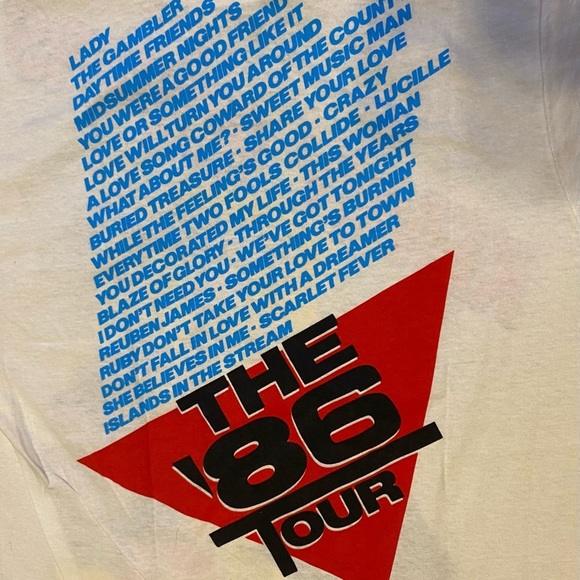 LADY
THE GAMBLER
DAYTIME FRIENDS
MIDSUMMER NIGHTS
YOU WERE A GOOD FRIEND
LOVE OR SOMETHING LIKE IT
LOVE WILL TURN YOU AROUND
A LOVE SONG COWARD OF THE COUNT
WHAT ABOUT ME? • SWEET MUSIC MAN
BURIED TREASURE • SHARE YOUR LOVE
WHILE THE FEELING'S GOOD • CRAZY
EVERYTIME TWO FOOLS COLLIDE • LUCILLE
YOU DECORATED MY LIFE • THIS WOMAN
BLAZE OF GLORY • THROUGH THE YEARS
I DON'T NEED YOU • WE'VE GOT TONIGHT
REUBEN JAMES • SOMETHING'S BURNIN'
RUBY DON'T TAKE YOUR LOVE TO TOWN
DON'T FALL IN LOVE WITH A DREAMER
SHE BELIEVES IN ME • SCARLET FEVER
ISLANDS IN THE STREAM
THE
'86
TOUR